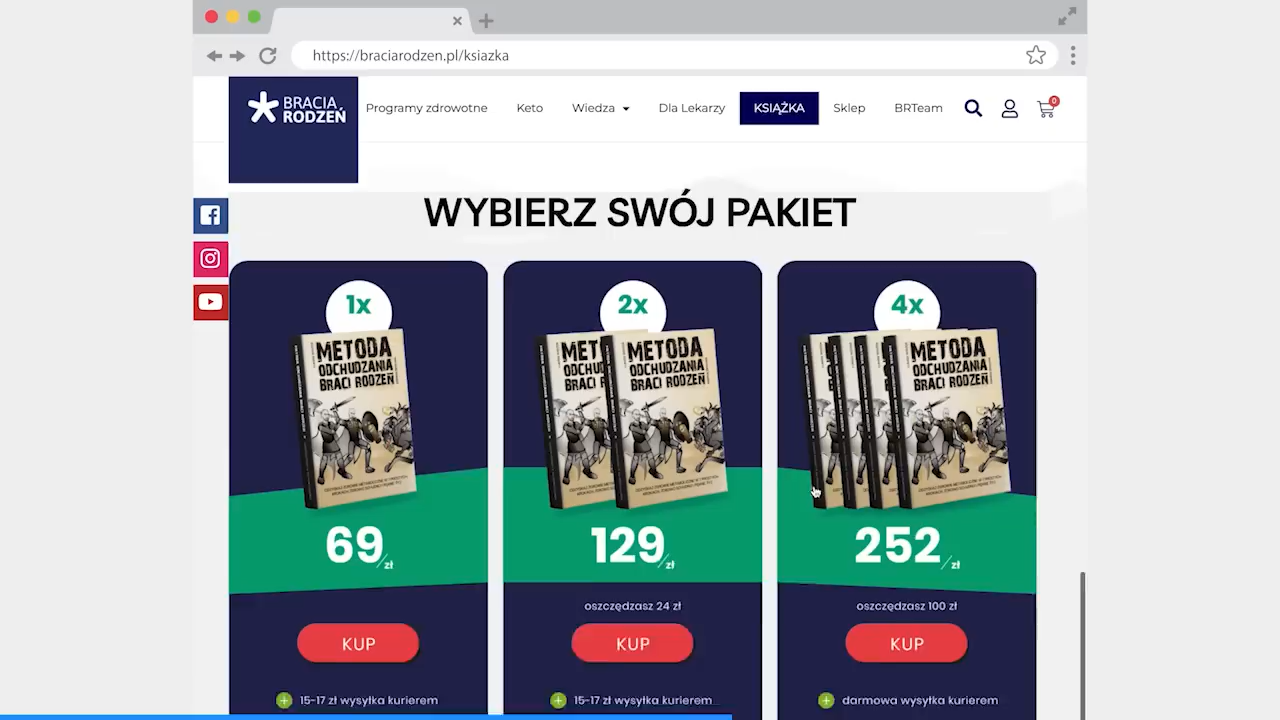 https://braciarodzen.pl/ksiazka
BRACIA
RODZEŃ
Programy zdrowotne Keto Wiedza Dla Lekarzy KSIĄŻKA Sklep BRTeam 0
WYBIERZ SWÓJ PAKIET
1x
METODA
ODCHUDZANIA
BRACI RODZEŃ
69/zł
KUP
15-17 zł wysyłka kurierem
2x
METODA
ODCHUDZANIA
BRACI RODZEŃ
129/zł
oszczędzasz 24 zł
KUP
15-17 zł wysyłka kurierem
4x
METODA
ODCHUDZANIA
BRACI RODZEŃ
252/zł
oszczędzasz 100 zł
KUP
darmowa wysyłka kurierem